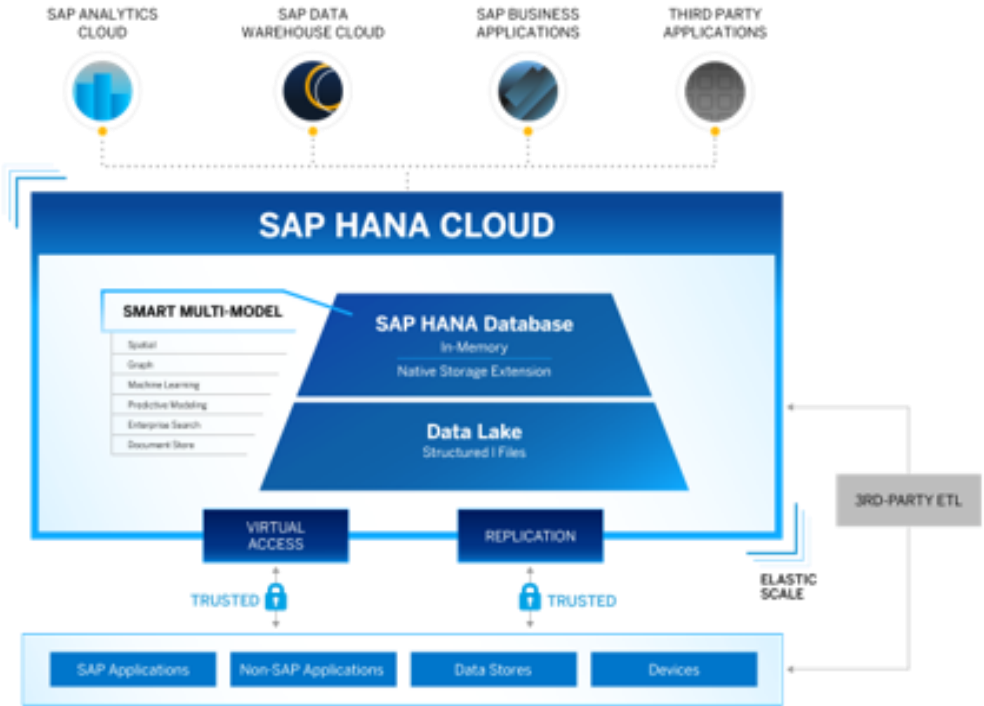 SAP ANALYTICS
CLOUD
SAP DATA
WAREHOUSE CLOUD
SAP BUSINESS
APPLICATIONS
THIRD PARTY
APPLICATIONS
SAP HANA CLOUD
SMART MULTI-MODEL
Spatial
Graph
Machine Learning
Predictive Modeling
Enterprise Search
Document Store
SAP HANA Database
In-Memory
Native Storage Extension
Data Lake
Structured | Files
3RD-PARTY ETL
VIRTUAL
ACCESS
REPLICATION
ELASTIC
SCALE
TRUSTED
TRUSTED
SAP Applications
Non-SAP Applications
Data Stores
Devices